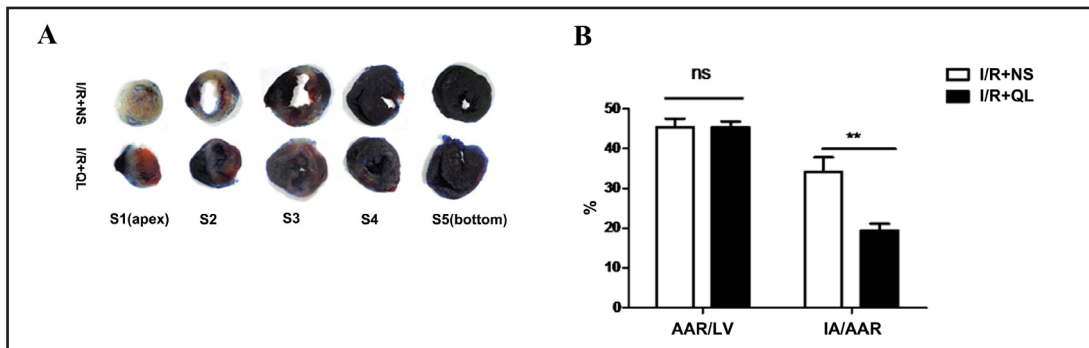 A
I/R+NS
I/R+QL
S1(apex) S2 S3 S4 S5(bottom)
B
ns
**
I/R+NS
I/R+QL
%
50
40
30
20
10
0
AAR/LV IA/AAR